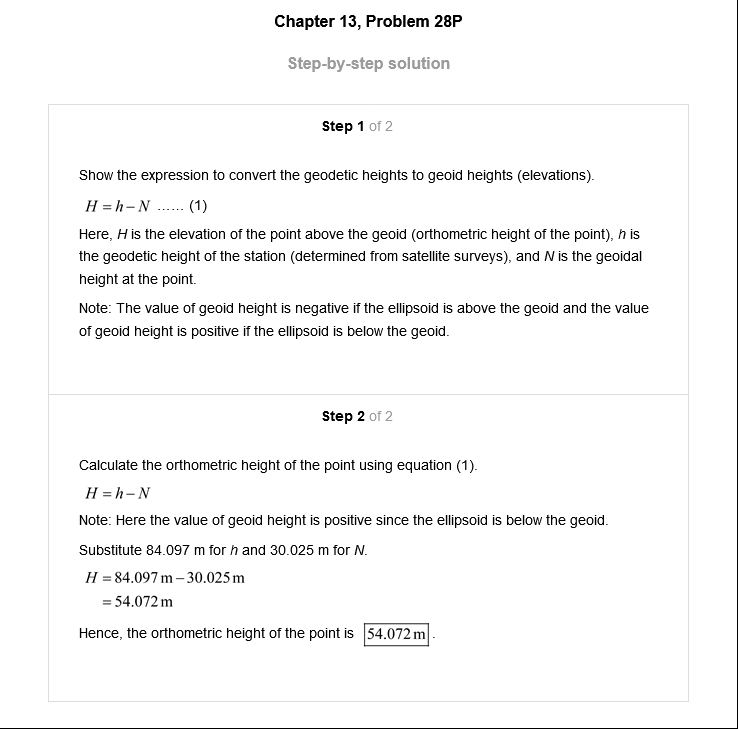 Chapter 13, Problem 28P
Step-by-step solution
Step 1 of 2
Show the expression to convert the geodetic heights to geoid heights (elevations).
H = h – N ...... (1)
Here, H is the elevation of the point above the geoid (orthometric height of the point), h is
the geodetic height of the station (determined from satellite surveys), and N is the geoidal
height at the point.
Note: The value of geoid height is negative if the ellipsoid is above the geoid and the value
of geoid height is positive if the ellipsoid is below the geoid.
Step 2 of 2
Calculate the orthometric height of the point using equation (1).
H = h – N
Note: Here the value of geoid height is positive since the ellipsoid is below the geoid.
Substitute 84.097 m for h and 30.025 m for N.
H = 84.097 m – 30.025 m
= 54.072 m
Hence, the orthometric height of the point is 54.072 m.